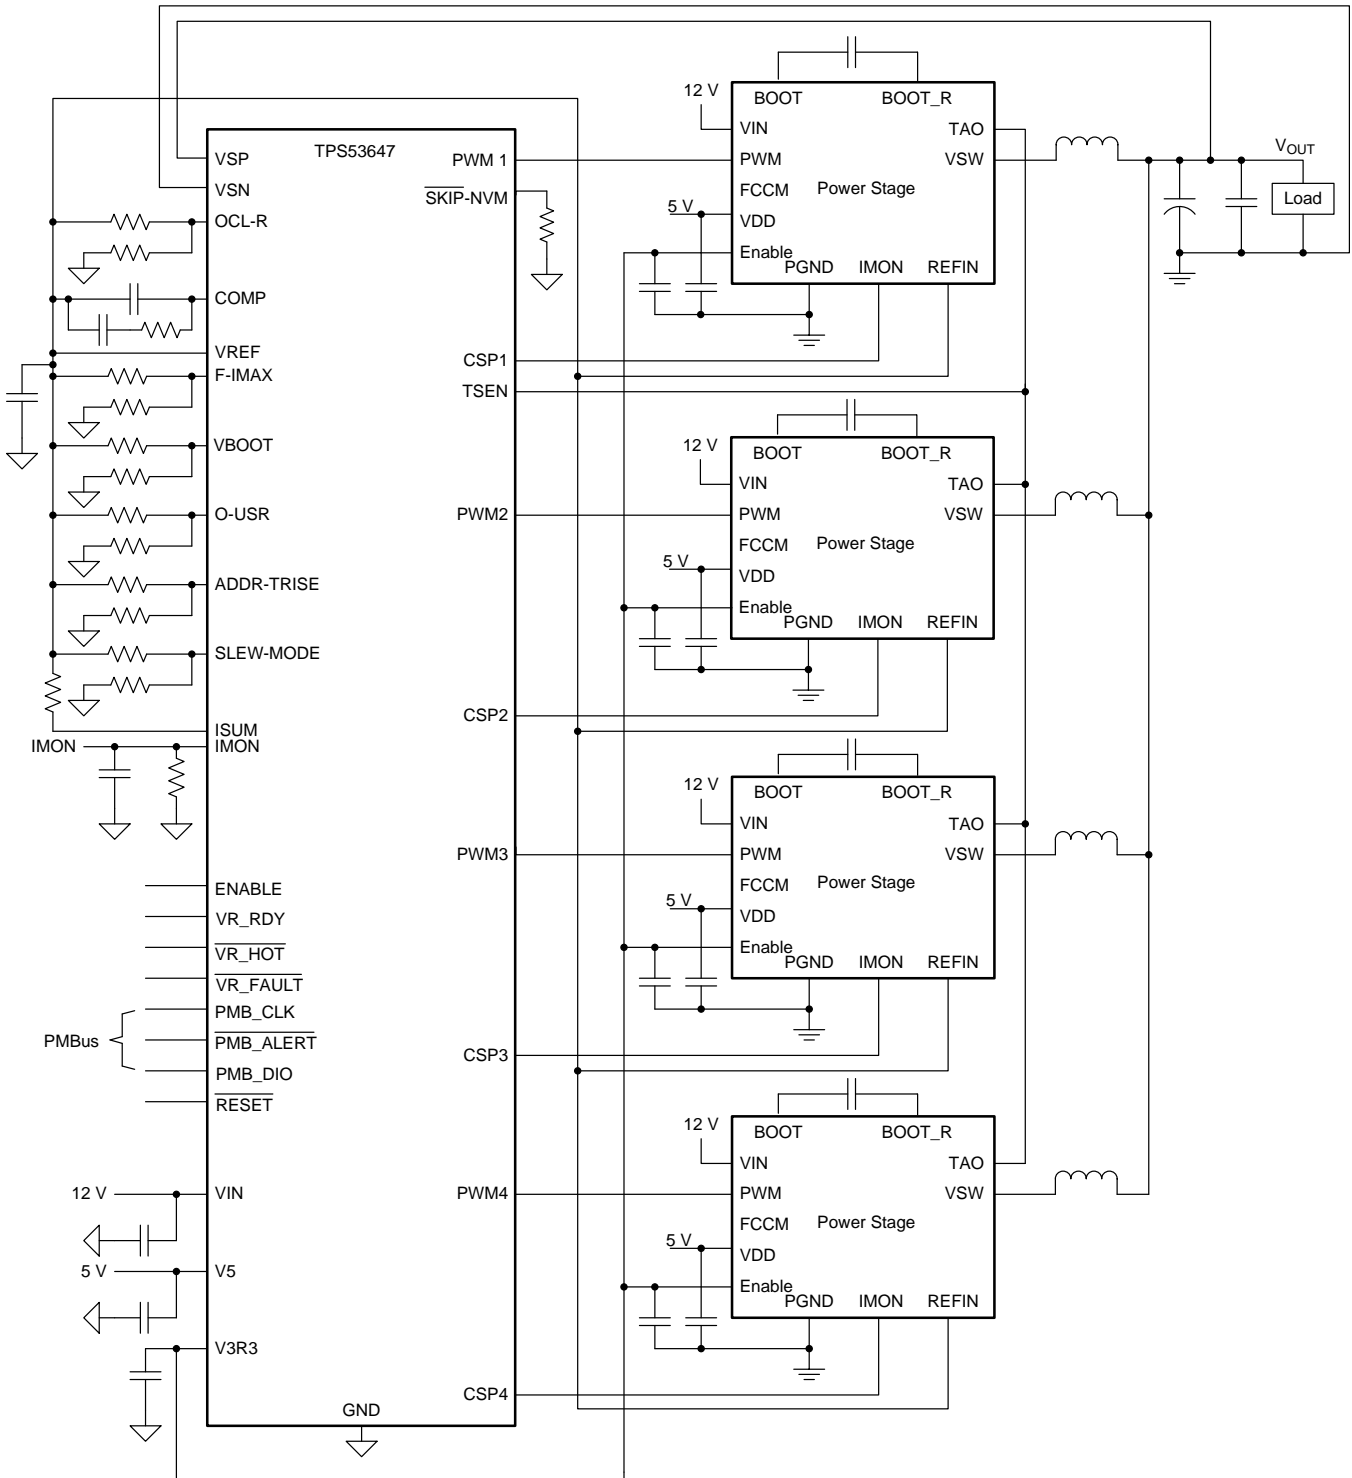 TPS53647
VSP
VSN
OCL-R
COMP
VREF
F-IMAX
VBOOT
O-USR
ADDR-TRISE
SLEW-MODE
ISUM
IMON
IMON
ENABLE
VR_RDY
VR_HOT
VR_FAULT
PMB_CLK
PMBus
PMB_ALERT
PMB_DIO
RESET
12 V
VIN
5 V
V5
V3R3
GND
PWM 1
SKIP-NVM
CSP1
TSEN
PWM2
CSP2
PWM3
CSP3
PWM4
CSP4
12 V
BOOT
BOOT_R
VIN
TAO
PWM
VSW
FCCM
Power Stage
5 V
VDD
Enable
PGND
IMON
REFIN
12 V
BOOT
BOOT_R
VIN
TAO
PWM
VSW
FCCM
Power Stage
5 V
VDD
Enable
PGND
IMON
REFIN
12 V
BOOT
BOOT_R
VIN
TAO
PWM
VSW
FCCM
Power Stage
5 V
VDD
Enable
PGND
IMON
REFIN
12 V
BOOT
BOOT_R
VIN
TAO
PWM
VSW
FCCM
Power Stage
5 V
VDD
Enable
PGND
IMON
REFIN
VOUT
Load